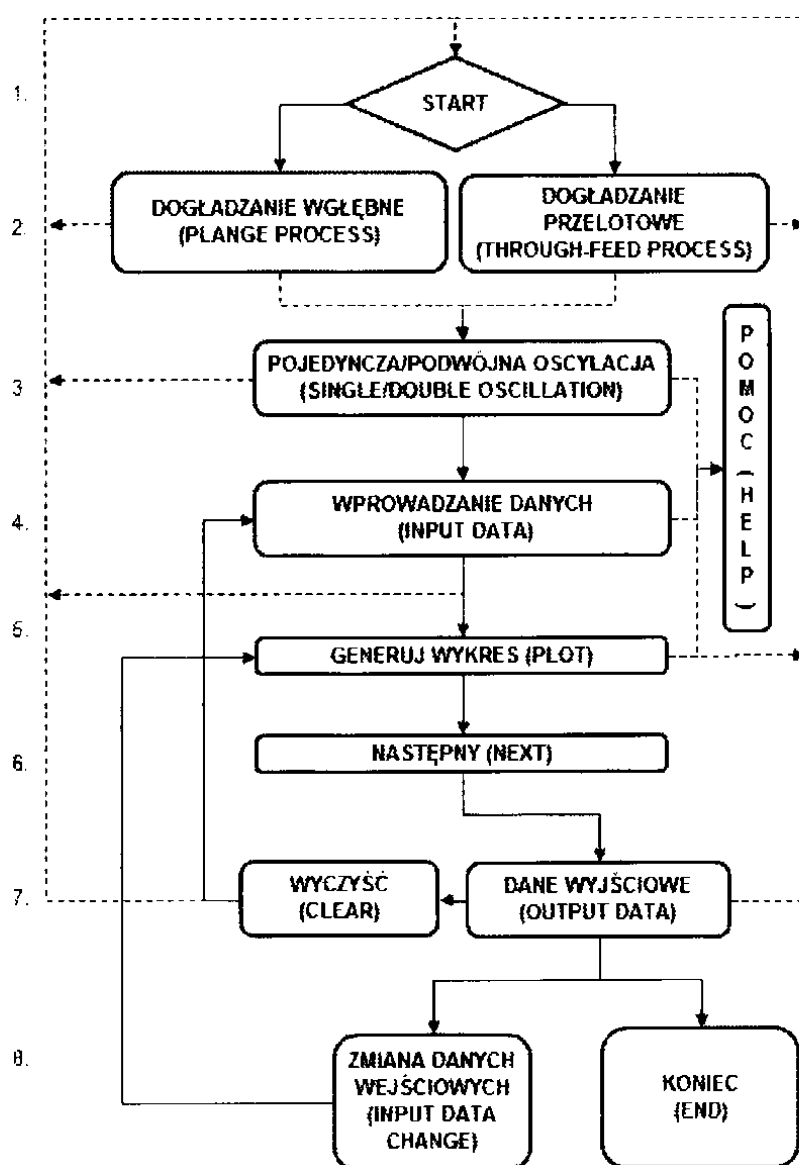 1.
START
DOGŁADZANIE WGŁĘBNE
(PLANGE PROCESS)
DOGŁADZANIE
PRZELOTOWE
(THROUGH-FEED PROCESS)
2.
POJEDYNCZA/PODWÓJNA OSCYLACJA
(SINGLE/DOUBLE OSCILLATION)
3.
POMOC (HELP)
WPROWADZANIE DANYCH
(INPUT DATA)
4.
5.
GENERUJ WYKRES (PLOT)
6.
NASTĘPNY (NEXT)
7.
WYCZYŚĆ
(CLEAR)
DANE WYJŚCIOWE
(OUTPUT DATA)
8.
ZMIANA DANYCH
WEJŚCIOWYCH
(INPUT DATA
CHANGE)
KONIEC
(END)